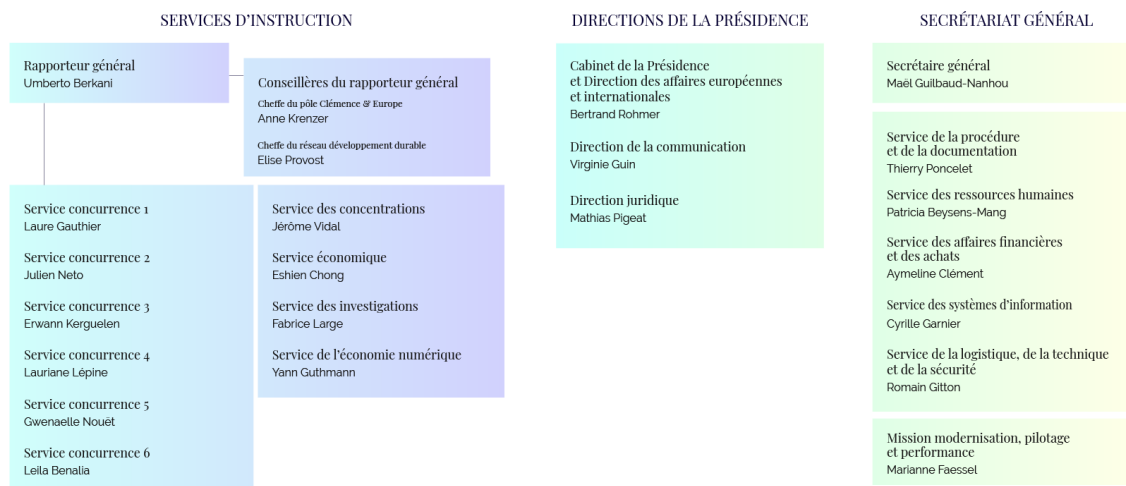 SERVICES D’INSTRUCTION
Rapporteur général
Umberto Berkani
Conseillères du rapporteur général
Cheffe du pôle Clémence & Europe
Anne Krenzer
Cheffe du réseau développement durable
Elise Provost
Service concurrence 1
Laure Gauthier
Service concurrence 2
Julien Neto
Service concurrence 3
Erwann Kerguelen
Service concurrence 4
Lauriane Lépine
Service concurrence 5
Gwenaelle Nouët
Service concurrence 6
Leïla Benalia
Service des concentrations
Jérôme Vidal
Service économique
Eshien Chong
Service des investigations
Fabrice Large
Service de l’économie numérique
Yann Guthmann
DIRECTIONS DE LA PRÉSIDENCE
Cabinet de la Présidence
et Direction des affaires européennes
et internationales
Bertrand Rohmer
Direction de la communication
Virginie Guin
Direction juridique
Mathias Pigeat
SECRÉTARIAT GÉNÉRAL
Secrétaire général
Maël Guilbaud-Nanhou
Service de la procédure
et de la documentation
Thierry Poncelet
Service des ressources humaines
Patricia Beysens-Mang
Service des affaires financières
et des achats
Aymeline Clément
Service des systèmes d’information
Cyrille Garnier
Service de la logistique, de la technique
et de la sécurité
Romain Gitton
Mission modernisation, pilotage
et performance
Marianne Faessel